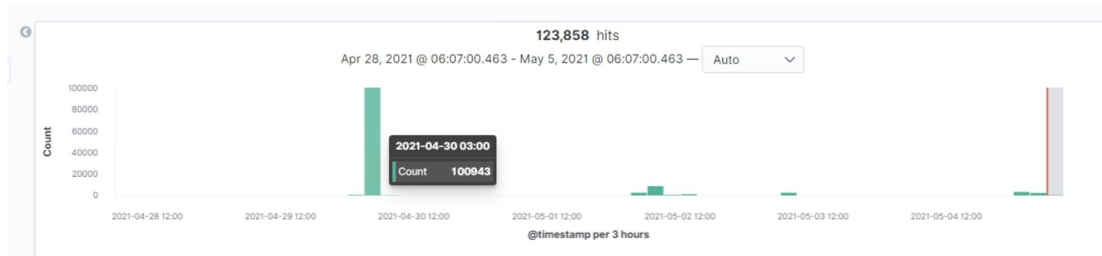 123,858 hits
Apr 28, 2021 @ 06:07:00.463 - May 5, 2021 @ 06:07:00.463 — Auto
100000
80000
60000
40000
20000
0
Count
2021-04-30 03:00
Count 100943
2021-04-28 12:00 2021-04-29 12:00 2021-04-30 12:00 2021-05-01 12:00 2021-05-02 12:00 2021-05-03 12:00 2021-05-04 12:00
@timestamp per 3 hours